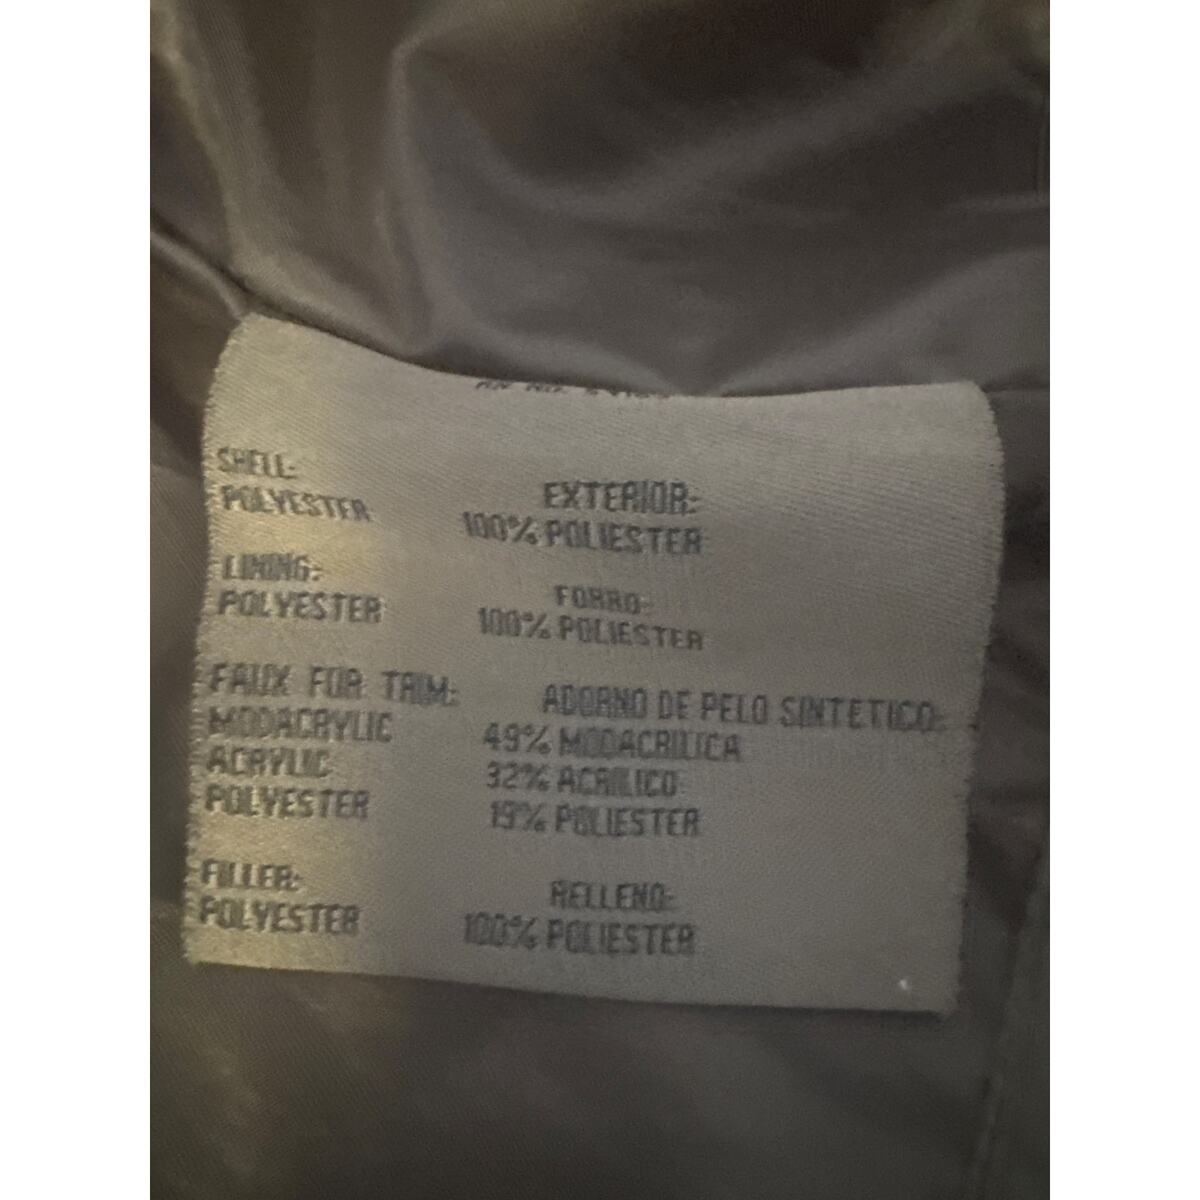 SHELL: EXTERIOR:
POLYESTER 100% POLIESTER
LINING: FORRO:
POLYESTER 100% POLIESTER
FAUX FUR TRIM: ADORNO DE PELO SINTETICO:
MODACRYLIC 49% MODACRILICA
ACRYLIC 32% ACRILICO
POLYESTER 19% POLIESTER
FILLER: RELLENO:
POLYESTER 100% POLIESTER